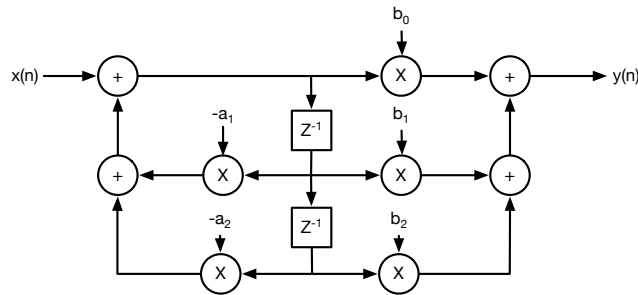 b₀
x(n) + X + y(n)
-a₁ Z⁻¹ b₁
+ X X +
-a₂ Z⁻¹ b₂
X X